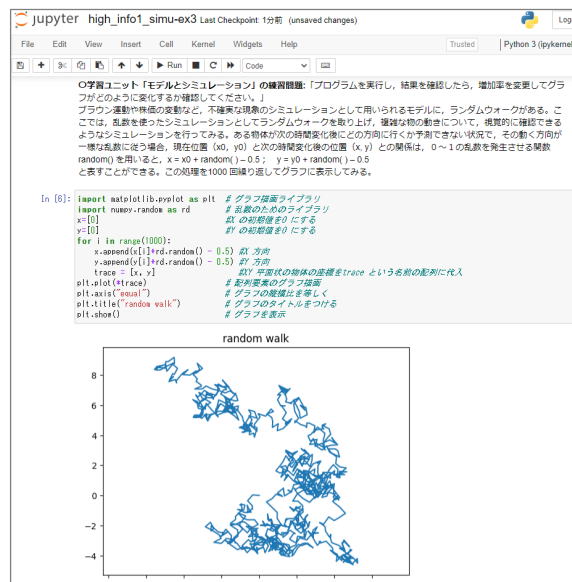 jupyter high_info1_simu-ex3 Last Checkpoint: 1分前 (unsaved changes)
File Edit View Insert Cell Kernel Widgets Help Trusted Python 3 (ipykernel
Run Code
〇学習ユニット「モデルとシミュレーション」の練習問題:「プログラムを実行し，結果を確認したら，増加率を変更してグラ
フがどのように変化するか確認してください。」
ブラウン運動や株価の変動など、不確実な現象のシミュレーションとして用いられるモデルに，ランダムウォークがある。こ
こでは，乱数を使ったシミュレーションとしてランダムウォークを取り上げ，複雑な物の動きについて，視覚的に確認できる
ようなシミュレーションを行ってみる。ある物体が次の時間変化後にどの方向に行くか予測できない状況で，その動く方向が
一様な乱数に従う場合，現在位置（x0，y0）と次の時間変化後の位置（x, y）との関係は， 0 ～ 1 の乱数を発生させる関数
random() を用いると，x = x0 + random( ) – 0.5 ； y = y0 + random( ) – 0.5
と表すことができる。この処理を1000 回繰り返してグラフに表示してみる。
In [6]: import matplotlib.pyplot as plt # グラフ描画ライブラリ
import numpy.random as rd # 乱数のためのライブラリ
x=[0] #X の初期値を0 にする
y=[0] #Y の初期値を0 にする
for i in range(1000):
x.append(x[i]+rd.random() - 0.5) #X 方向
y.append(y[i]+rd.random() - 0.5) #Y 方向
trace = [x, y] #XY 平面状の物体の座標をtrace という名前の配列に代入
plt.plot(*trace) # 配列要素のグラフ描画
plt.axis("equal") # グラフの縦横比を等しく
plt.title("random walk") # グラフのタイトルをつける
plt.show() # グラフを表示
random walk
8
6
4
2
0
−2
−4